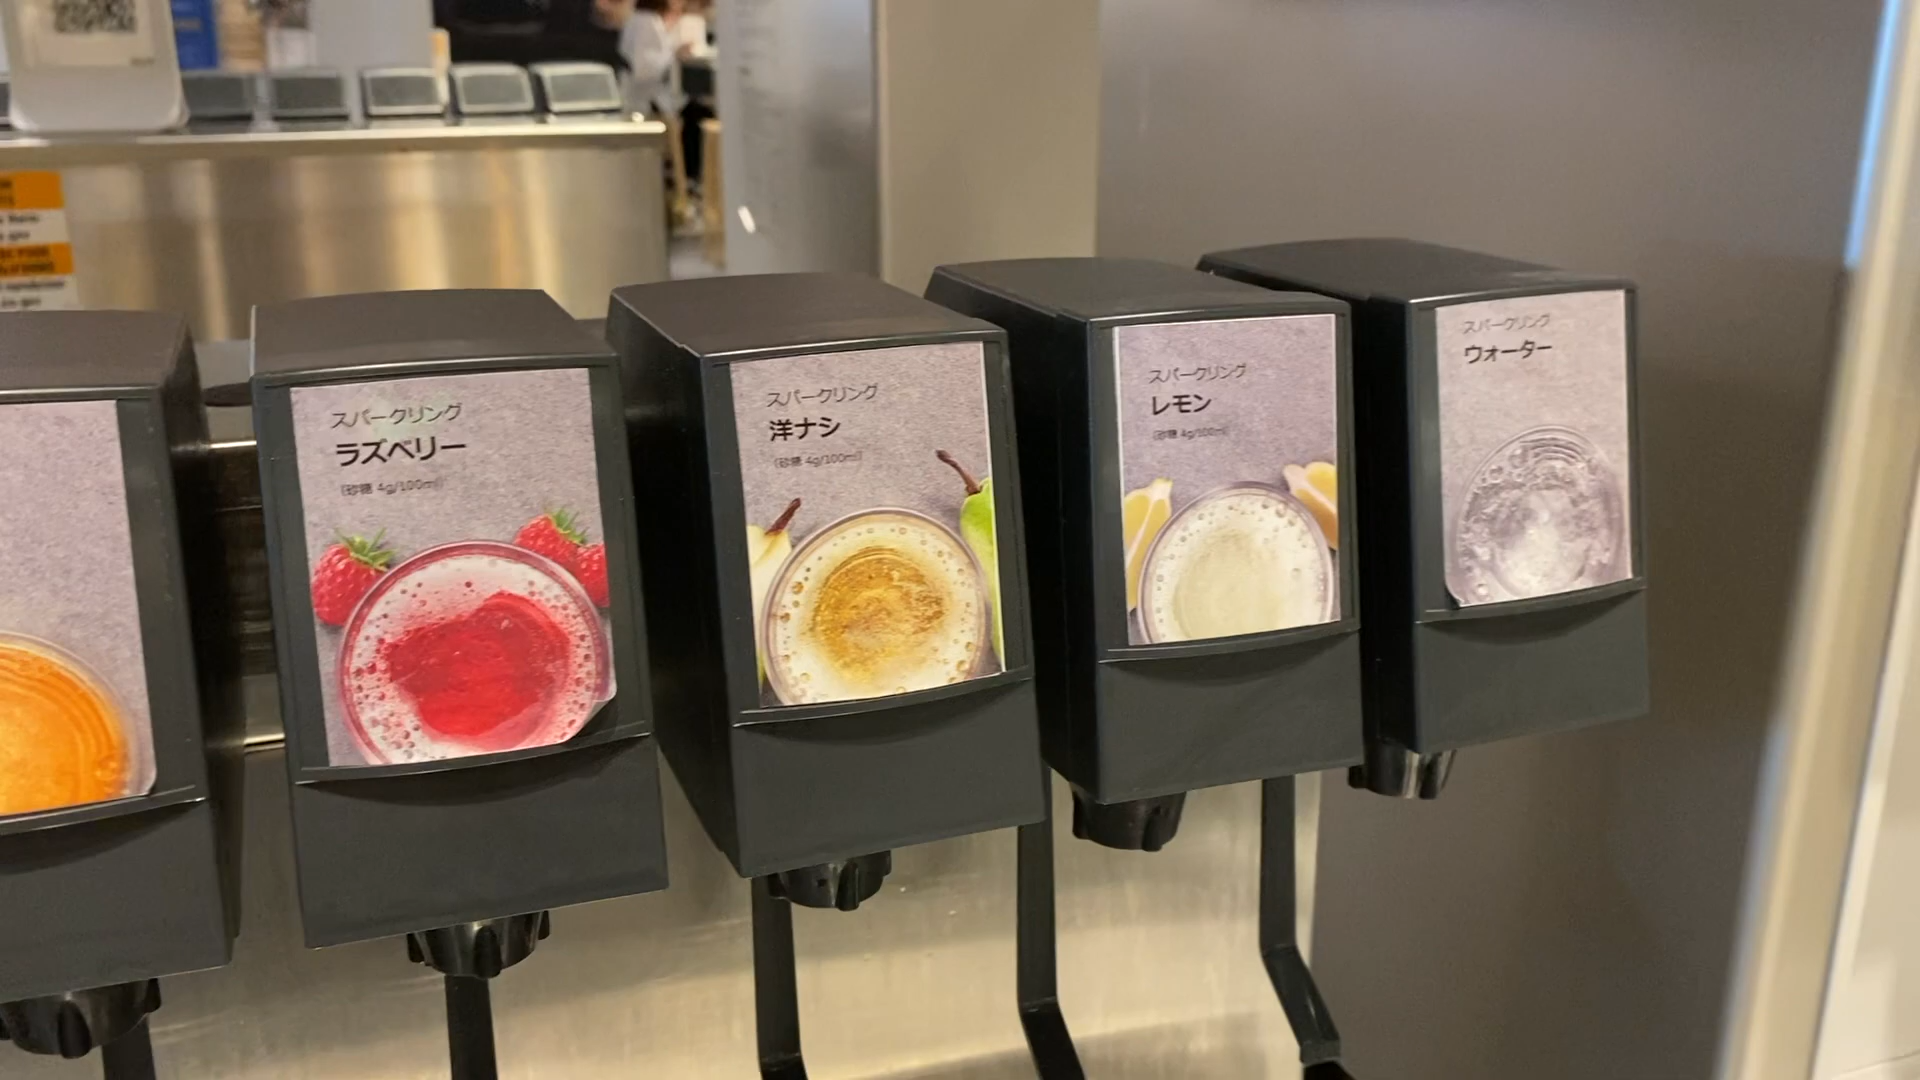 スパークリング
ラズベリー
(砂糖 4g/100ml)
スパークリング
洋ナシ
(砂糖 4g/100ml)
スパークリング
レモン
(砂糖 4g/100ml)
スパークリング
ウォーター